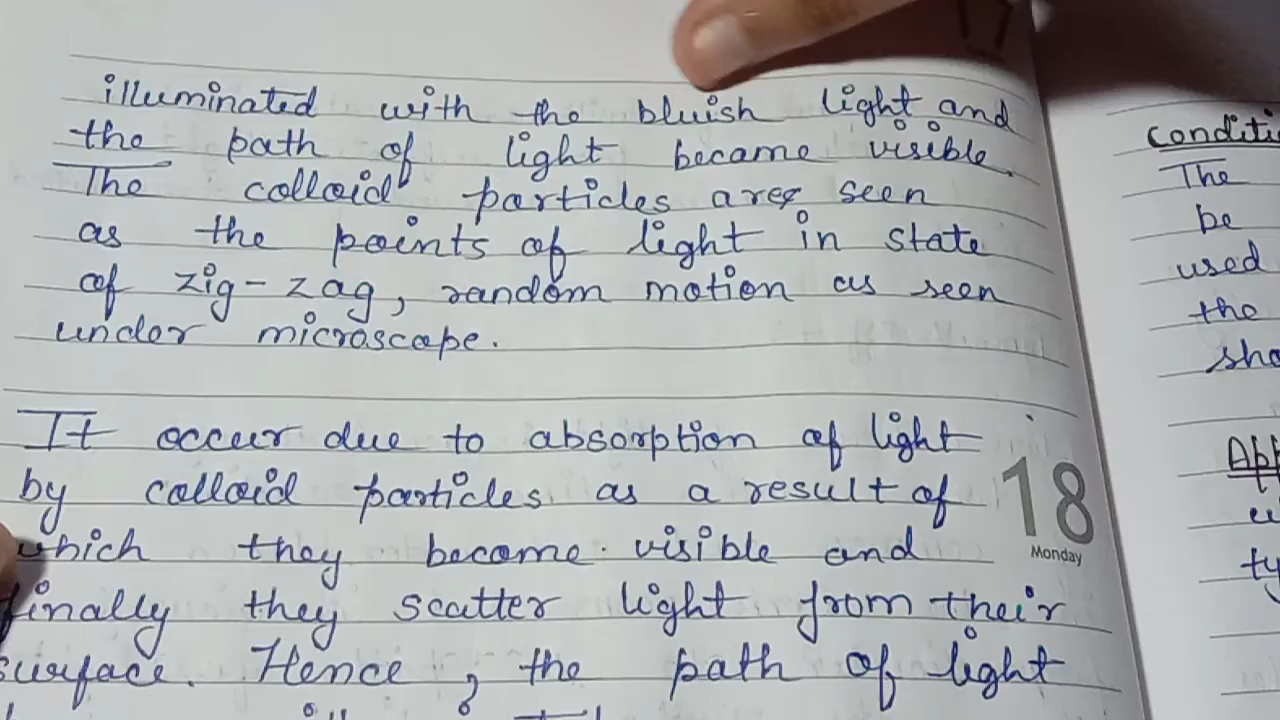 illuminated with the bluish light and
the path of light became visible.
The colloid particles are seen
as the points of light in state
of zig-zag, random motion as seen
under microscope.
It occur due to absorption of light
by colloid particles as a result of
which they become visible and
finally they scatter light from their
surface. Hence, the path of light
18
Monday
The
be
used
the